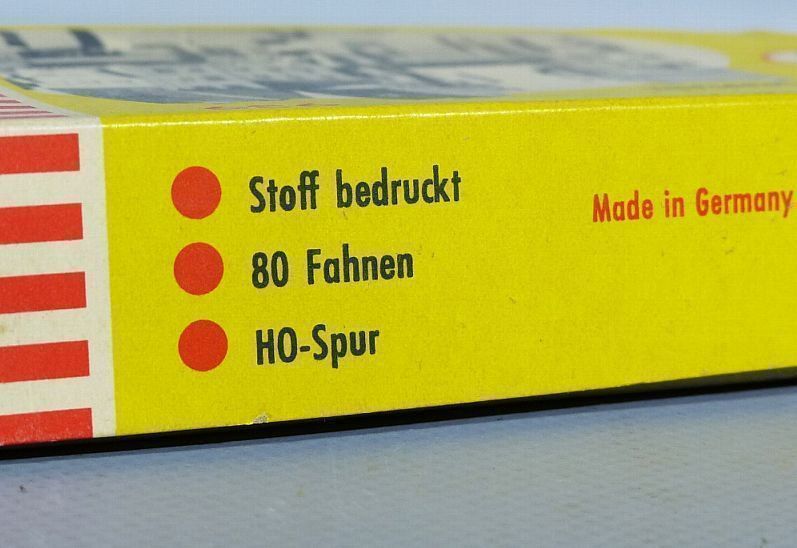 Stoff bedruckt
Made in Germany
80 Fahnen
HO-Spur